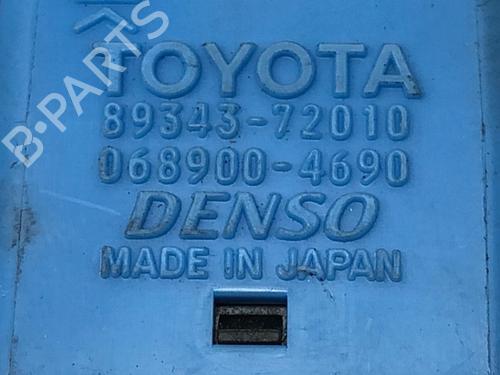 TOYOTA
89343-72010
068900-4690
DENSO
MADE IN JAPAN
B-PARTS